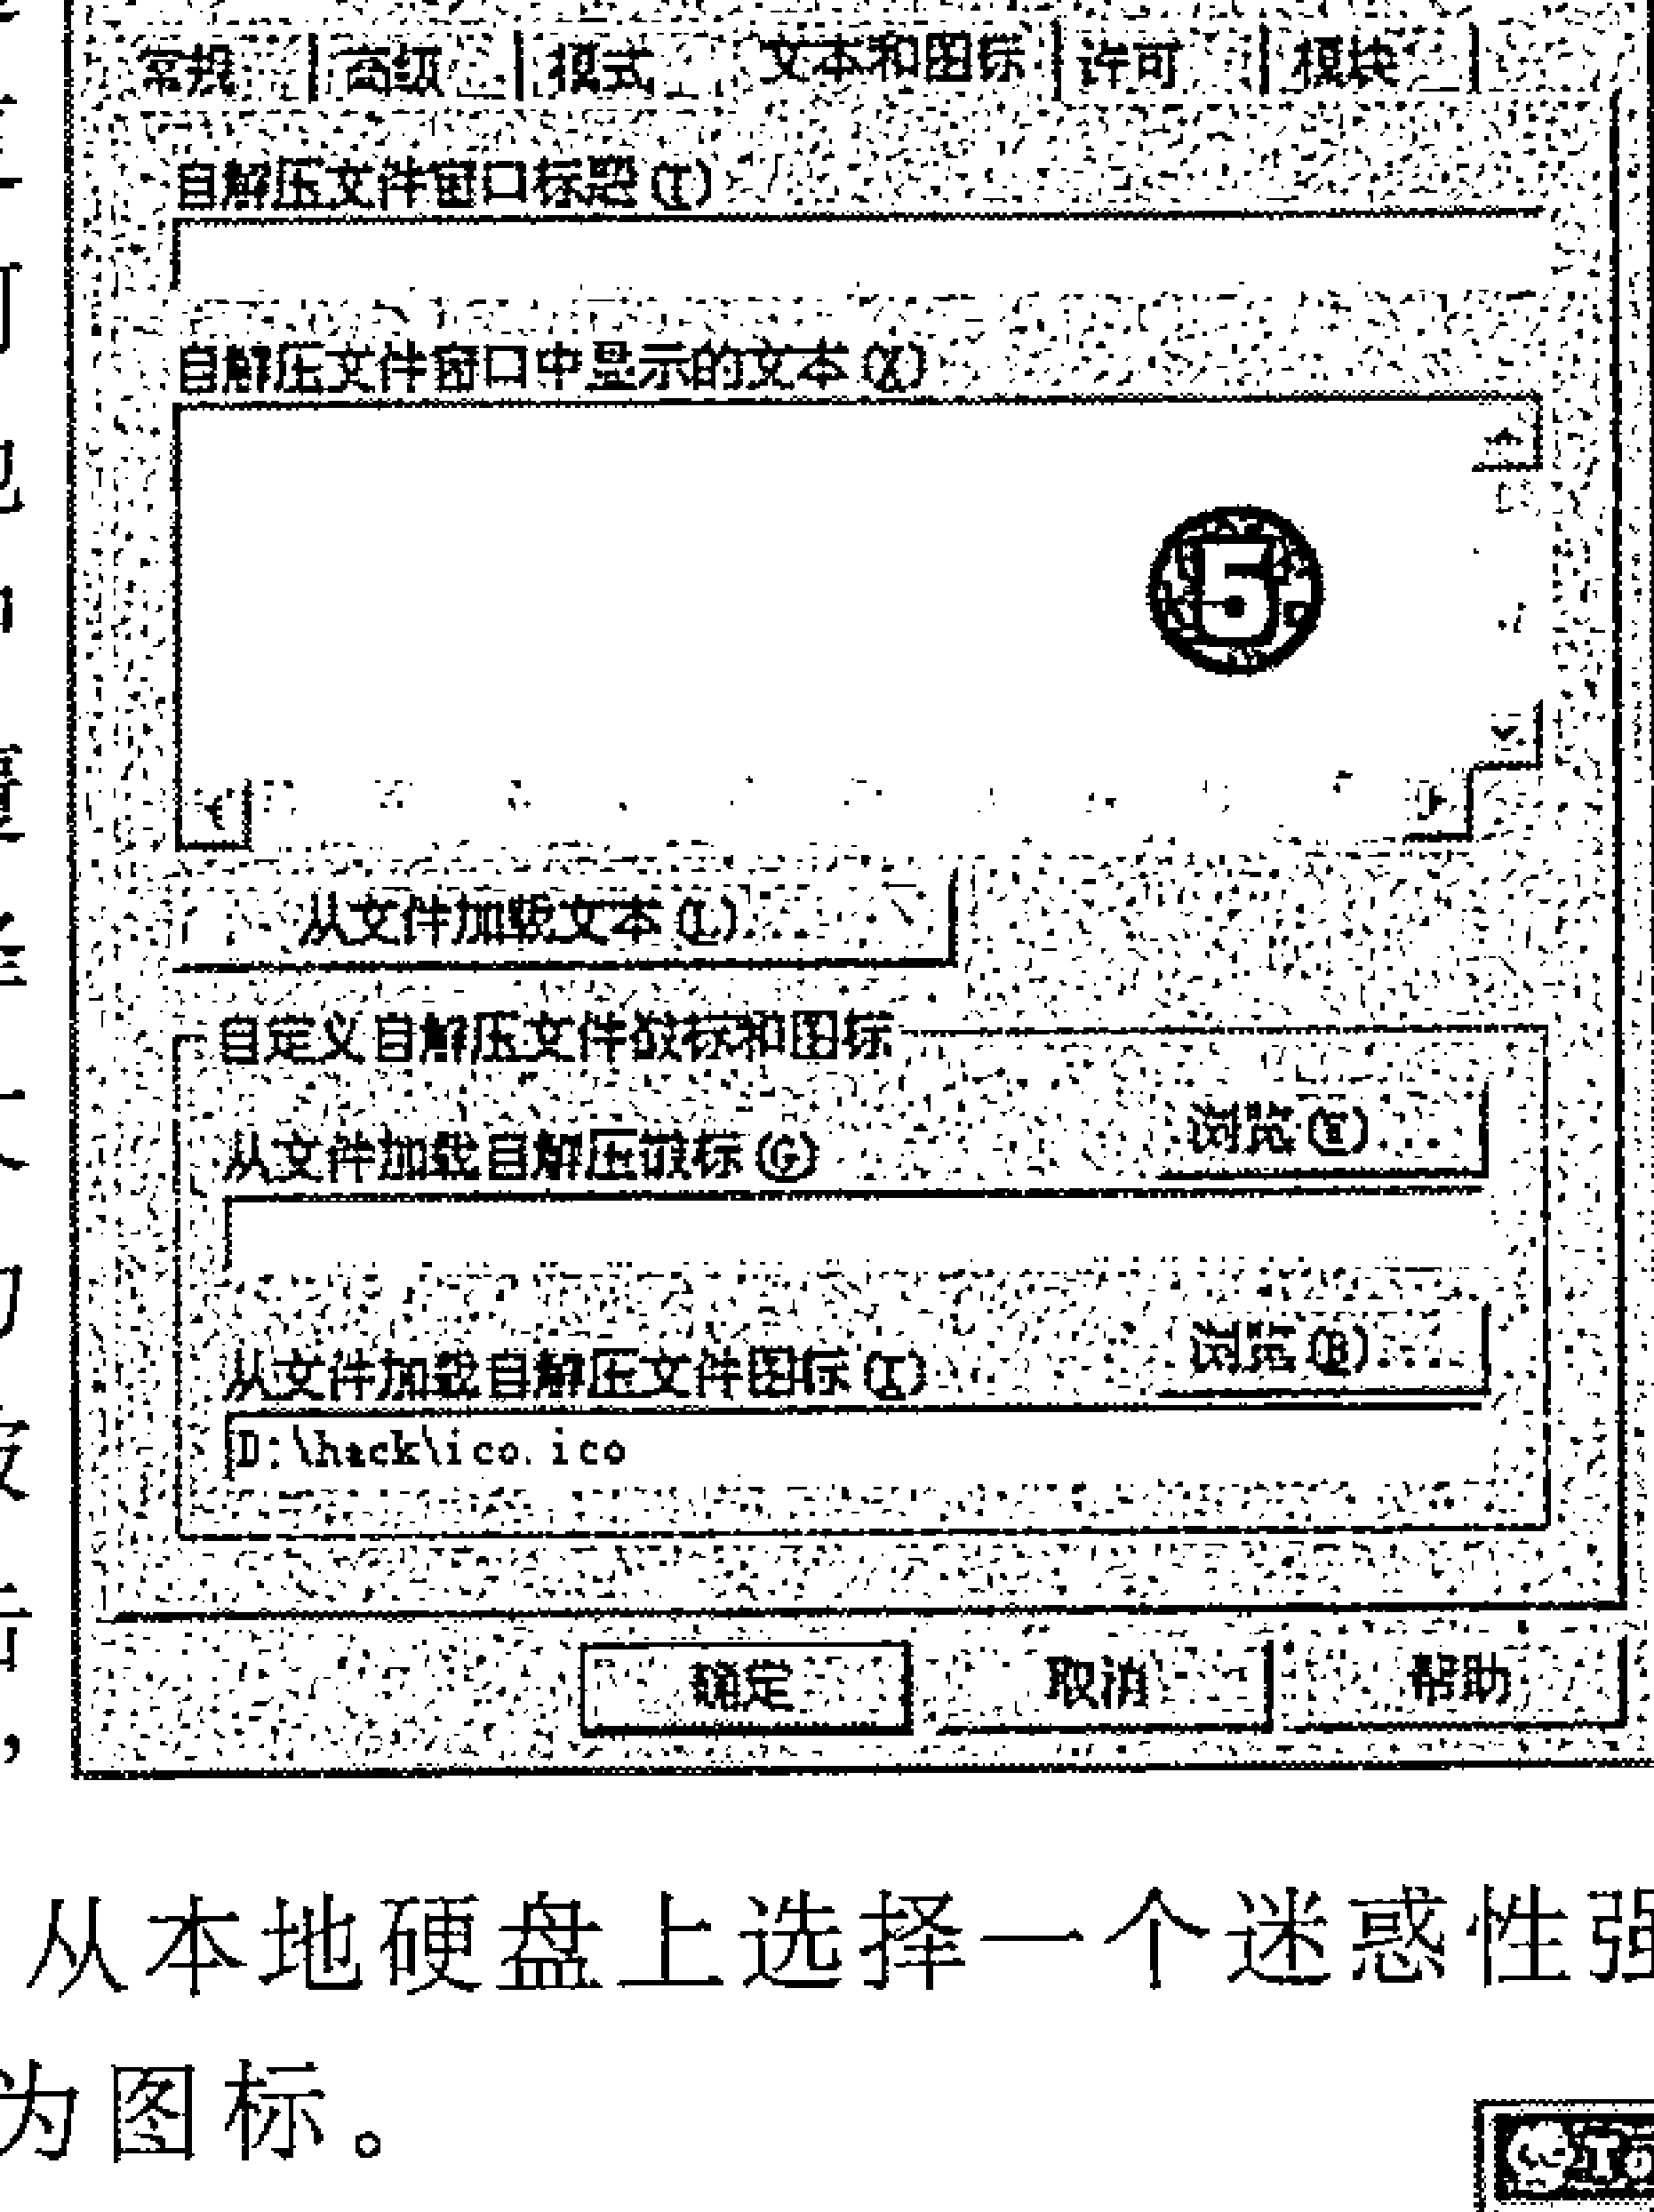 常规 高级 模式 文本和图标 许可 模块
自解压文件窗口标题(T)
自解压文件窗口中显示的文本(X)
5
从文件加载文本(L)
自定义自解压文件徽标和图标
浏览(E)...
从文件加载自解压徽标(G)
浏览(R)...
从文件加载自解压文件图标(I)
D:\hack\ico.ico
确定 取消 帮助
从本地硬盘上选择一个迷惑性强
为图标。